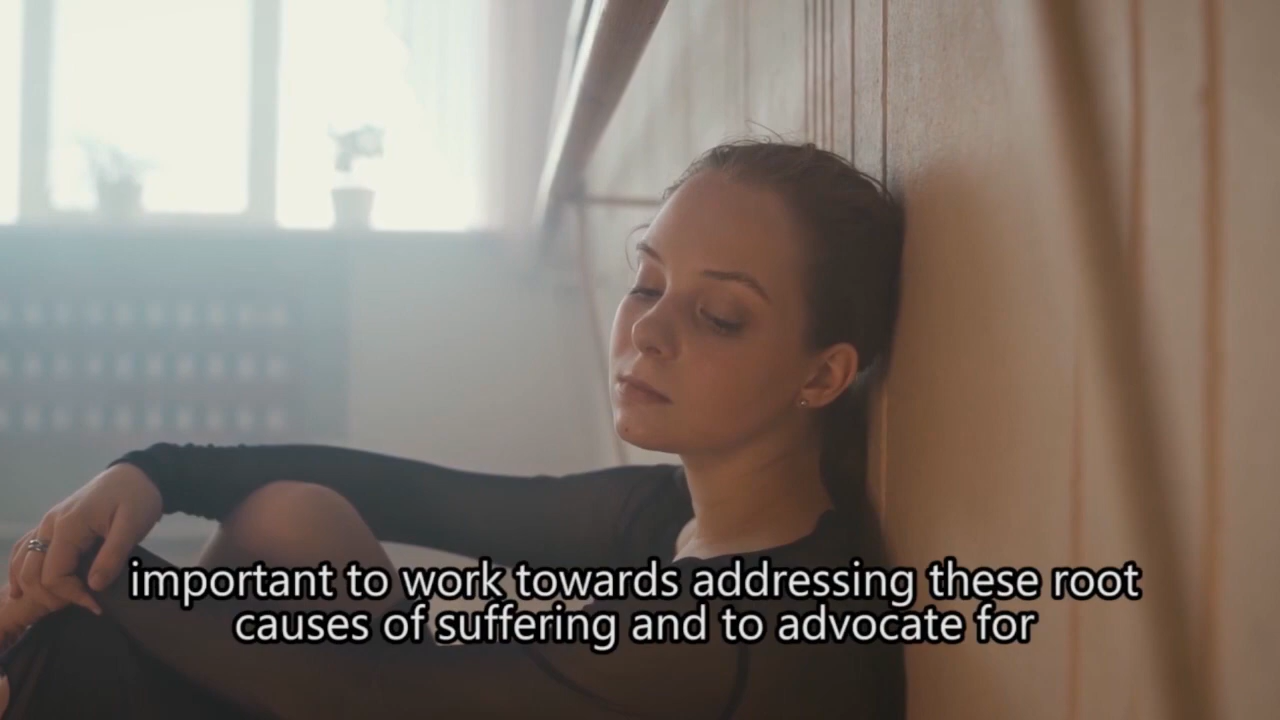 important to work towards addressing these root
causes of suffering and to advocate for